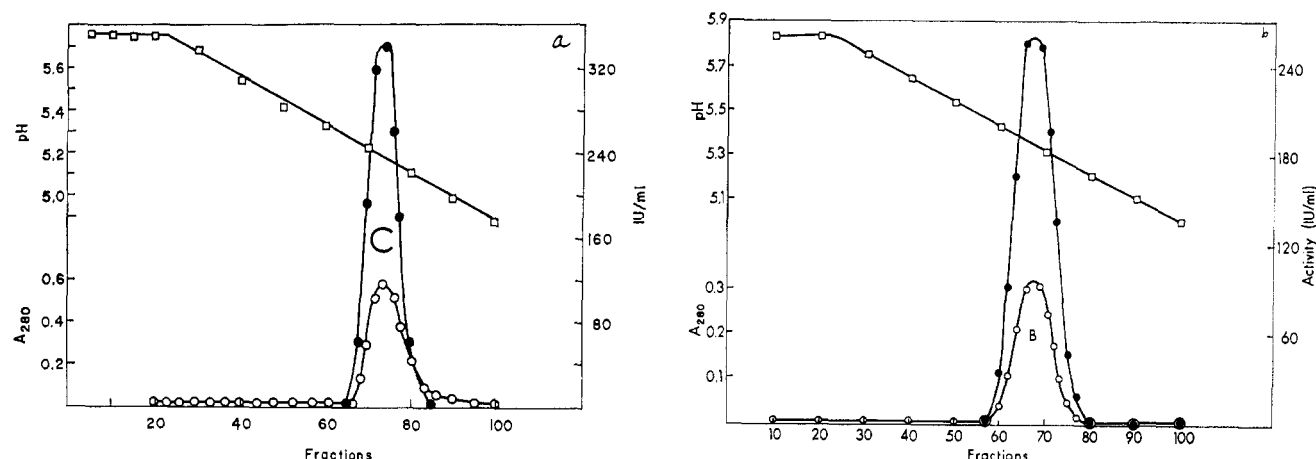 a
5.6
5.4
pH
5.2
5.0
0.6
A280
0.4
0.2
320
240
IU/ml
160
80
C
20 40 60 80 100
Fractions
b
5.9
5.7
5.5
pH
5.3
5.1
0.3
A280
0.2
0.1
240
180
Activity (IU/ml)
120
60
B
10 20 30 40 50 60 70 80 90 100
Fractions